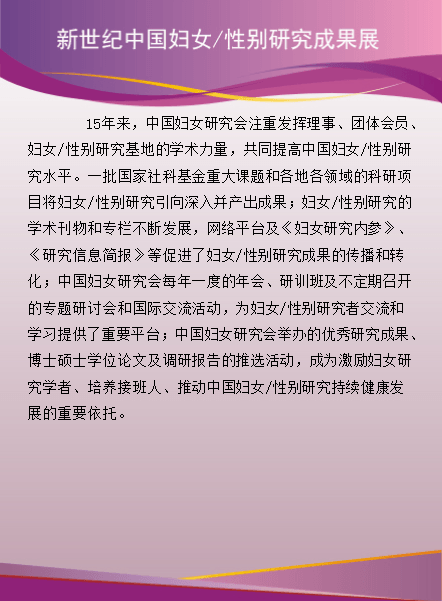 新世纪中国妇女/性别研究成果展
15年来，中国妇女研究会注重发挥理事、团体会员、
妇女/性别研究基地的学术力量，共同提高中国妇女/性别研
究水平。一批国家社科基金重大课题和各地各领域的科研项
目将妇女/性别研究引向深入并产出成果；妇女/性别研究的
学术刊物和专栏不断发展，网络平台及《妇女研究内参》、
《研究信息简报》等促进了妇女/性别研究成果的传播和转
化；中国妇女研究会每年一度的年会、研训班及不定期召开
的专题研讨会和国际交流活动，为妇女/性别研究者交流和
学习提供了重要平台；中国妇女研究会举办的优秀研究成果、
博士硕士学位论文及调研报告的推选活动，成为激励妇女研
究学者、培养接班人、推动中国妇女/性别研究持续健康发
展的重要依托。